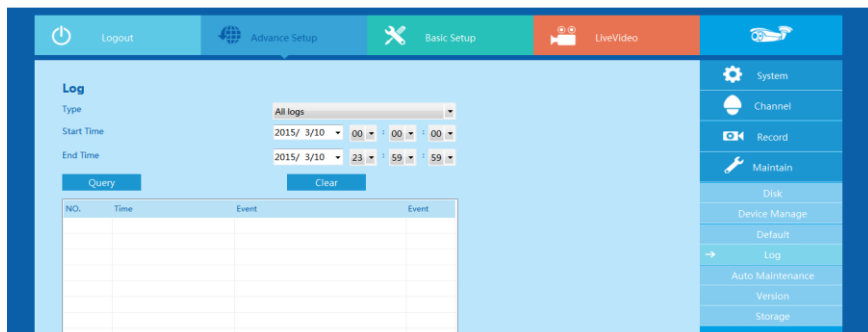 Logout Advance Setup Basic Setup LiveVideo
Log
Type All logs
Start Time 2015/ 3/10 00 : 00 : 00
End Time 2015/ 3/10 23 : 59 : 59
Query Clear
NO. Time Event Event
System
Channel
Record
Maintain
Disk
Device Manage
Default
→ Log
Auto Maintenance
Version
Storage